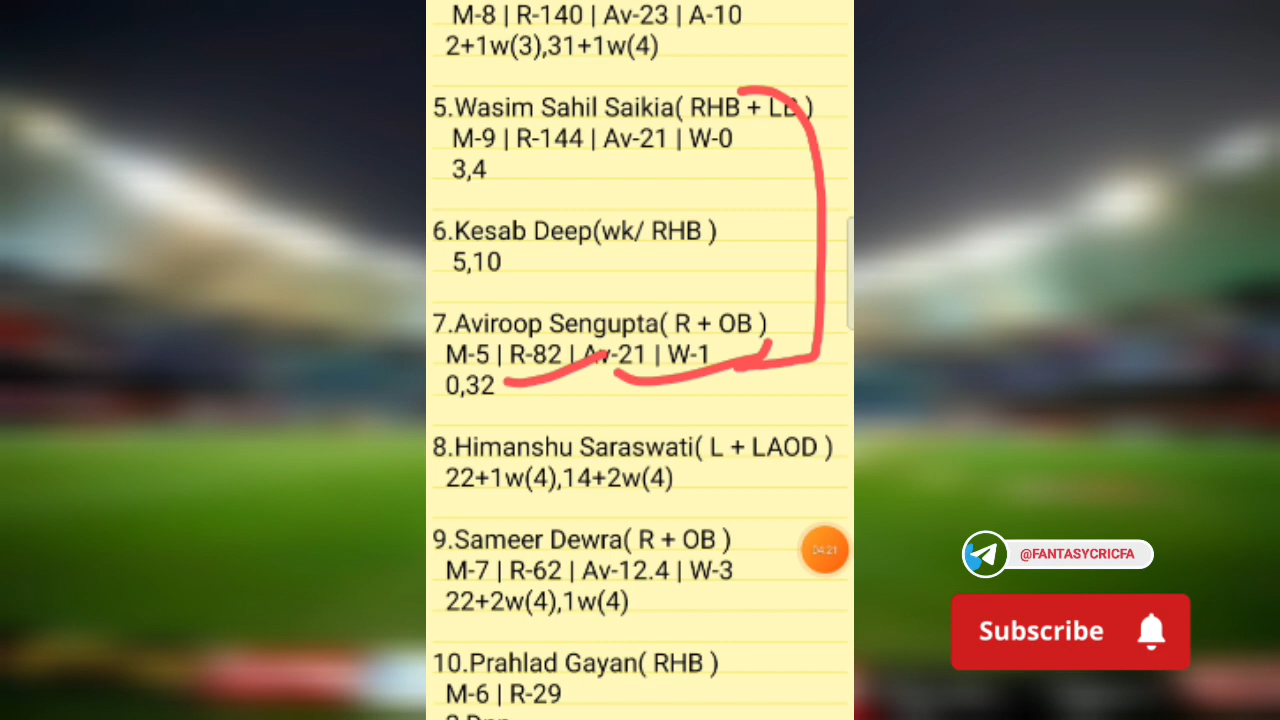 M-8 | R-140 | Av-23 | A-10
2+1w(3),31+1w(4)
5.Wasim Sahil Saikia( RHB + LB )
M-9 | R-144 | Av-21 | W-0
3,4
6.Kesab Deep(wk/ RHB )
5,10
7.Aviroop Sengupta( R + OB )
M-5 | R-82 | Av-21 | W-1
0,32
8.Himanshu Saraswati( L + LAOD )
22+1w(4),14+2w(4)
9.Sameer Dewra( R + OB )
M-7 | R-62 | Av-12.4 | W-3
22+2w(4),1w(4)
10.Prahlad Gayan( RHB )
M-6 | R-29
04:21
@FANTASYCRICFA
Subscribe